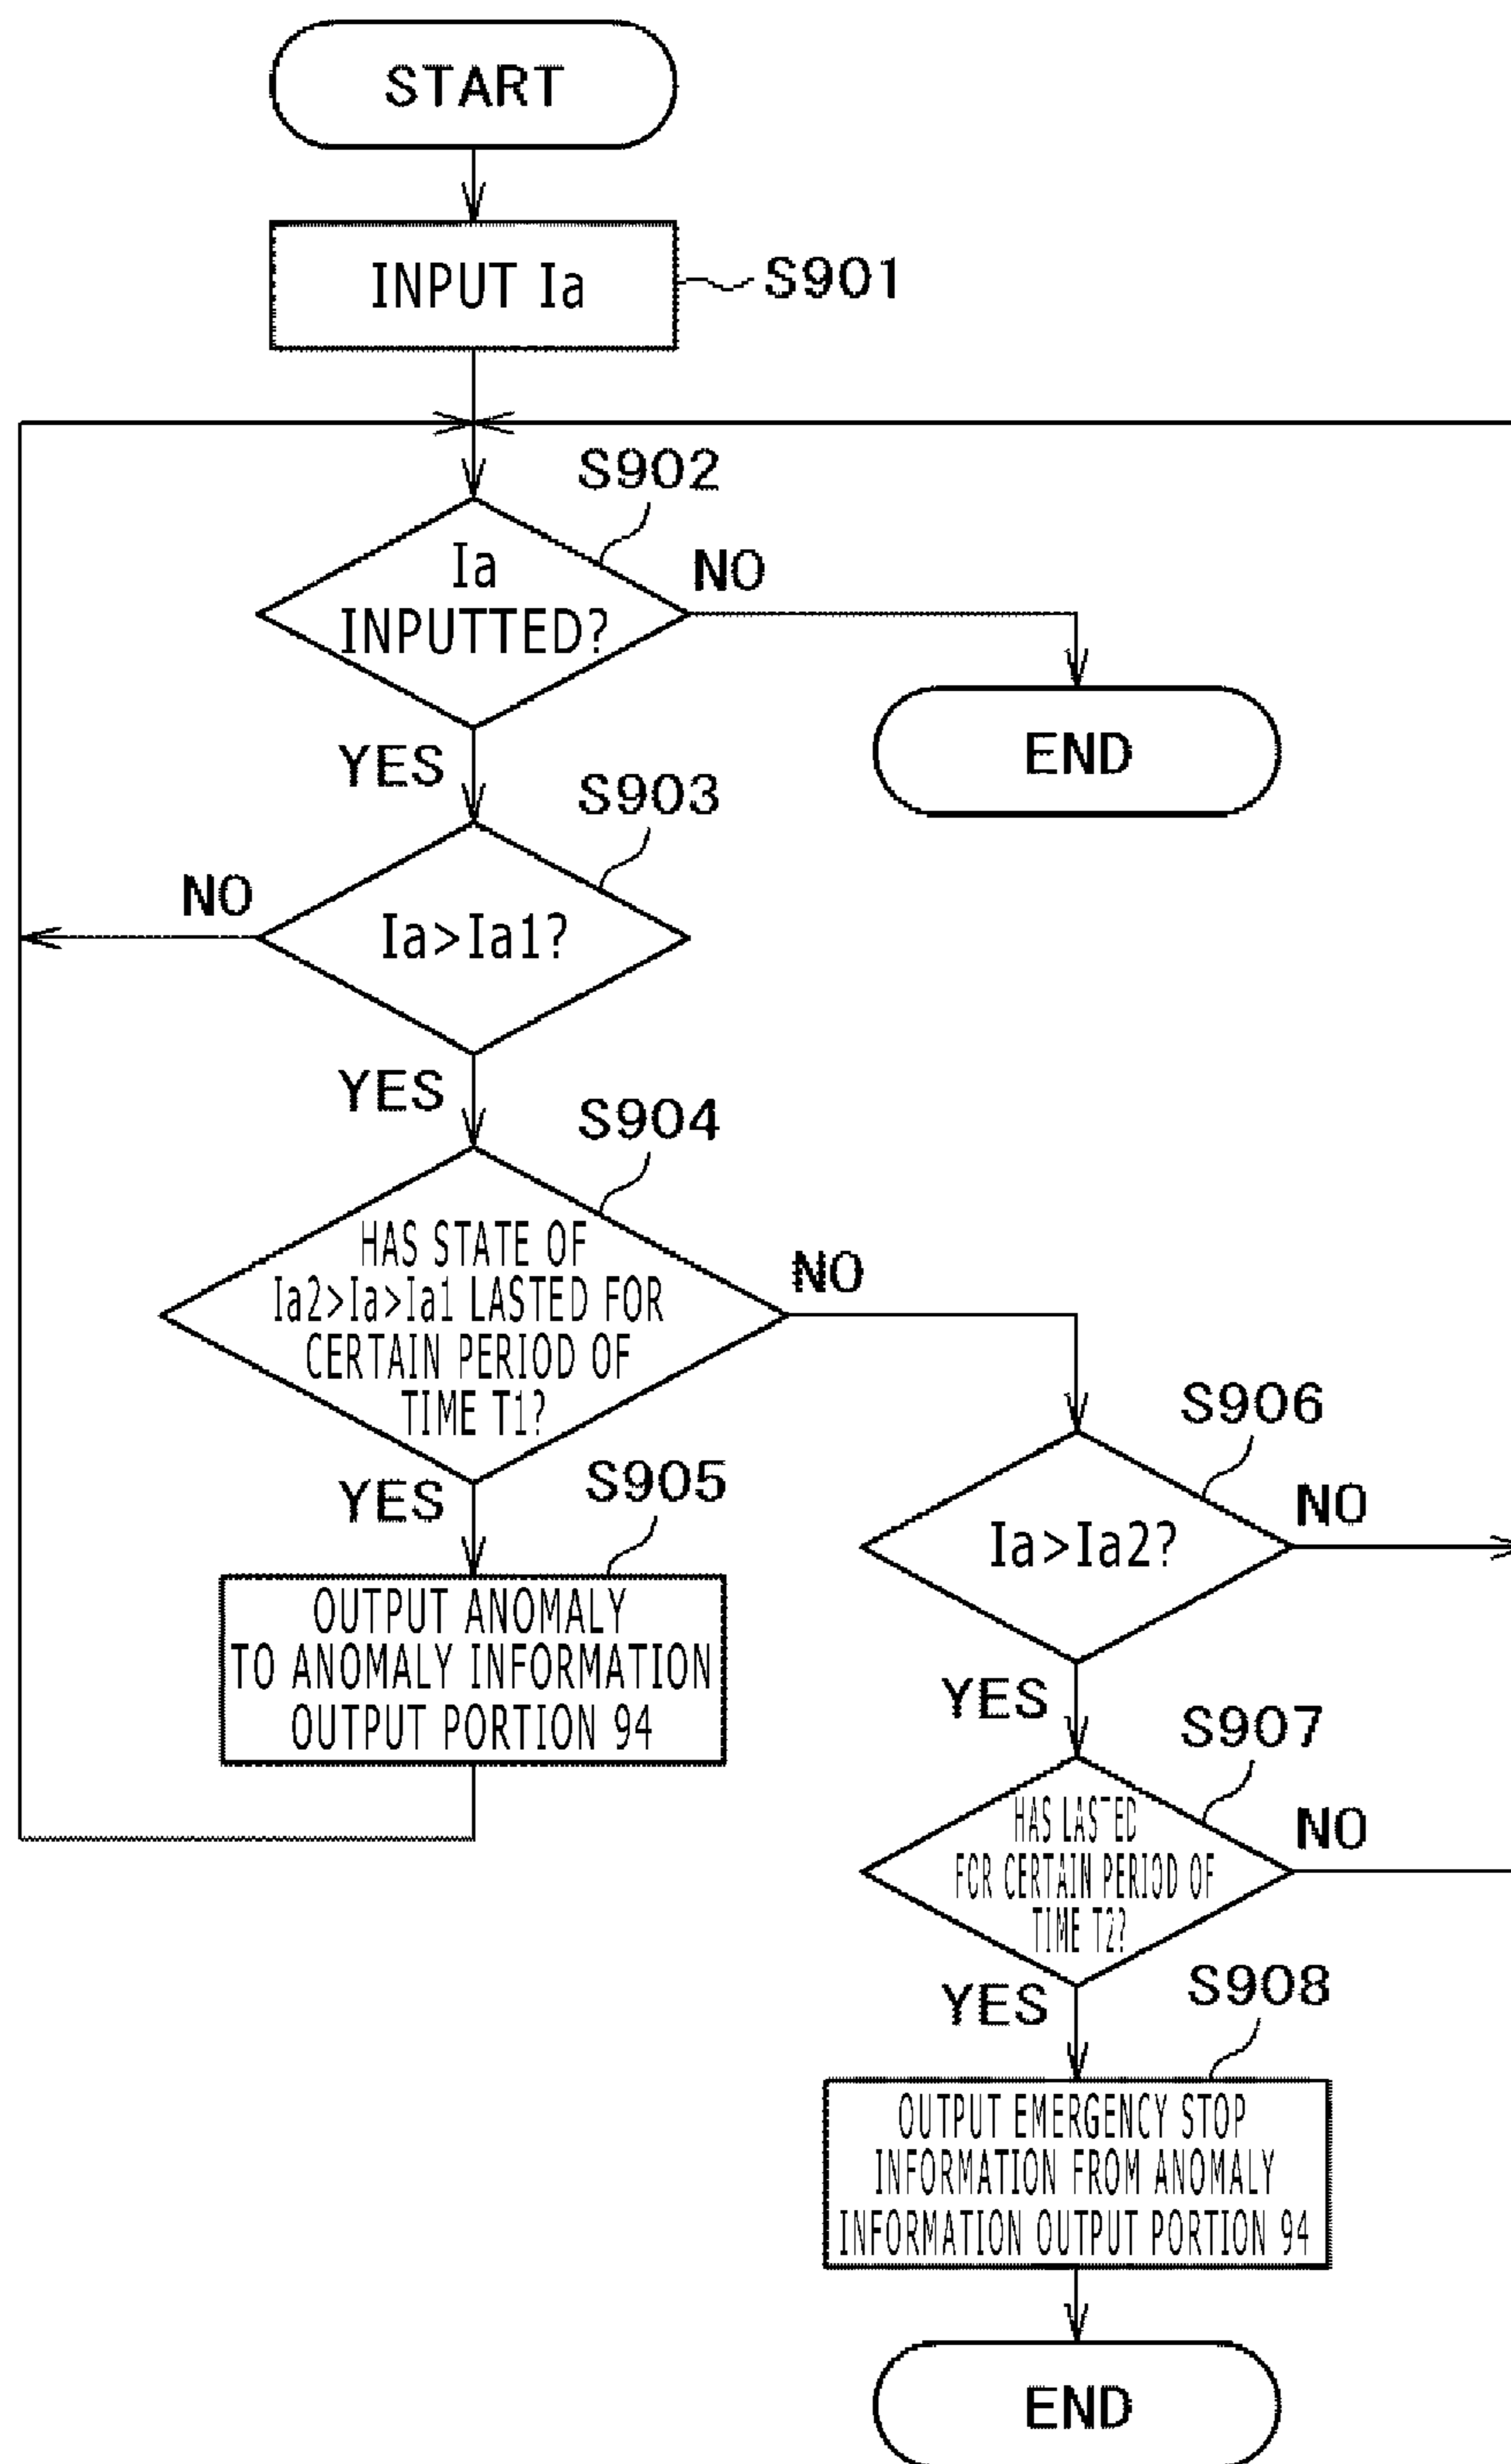 START
INPUT Ia
S901
S902
Ia
INPUTTED?
NO
END
YES
S903
Ia>Ia1?
NO
YES
S904
HAS STATE OF
Ia2>Ia>Ia1 LASTED FOR
CERTAIN PERIOD OF
TIME T1?
NO
YES
S905
OUTPUT ANOMALY
TO ANOMALY INFORMATION
OUTPUT PORTION 94
S906
Ia>Ia2?
NO
YES
S907
HAS LASTED
FOR CERTAIN PERIOD OF
TIME T2?
NO
YES
S908
OUTPUT EMERGENCY STOP
INFORMATION FROM ANOMALY
INFORMATION OUTPUT PORTION 94
END